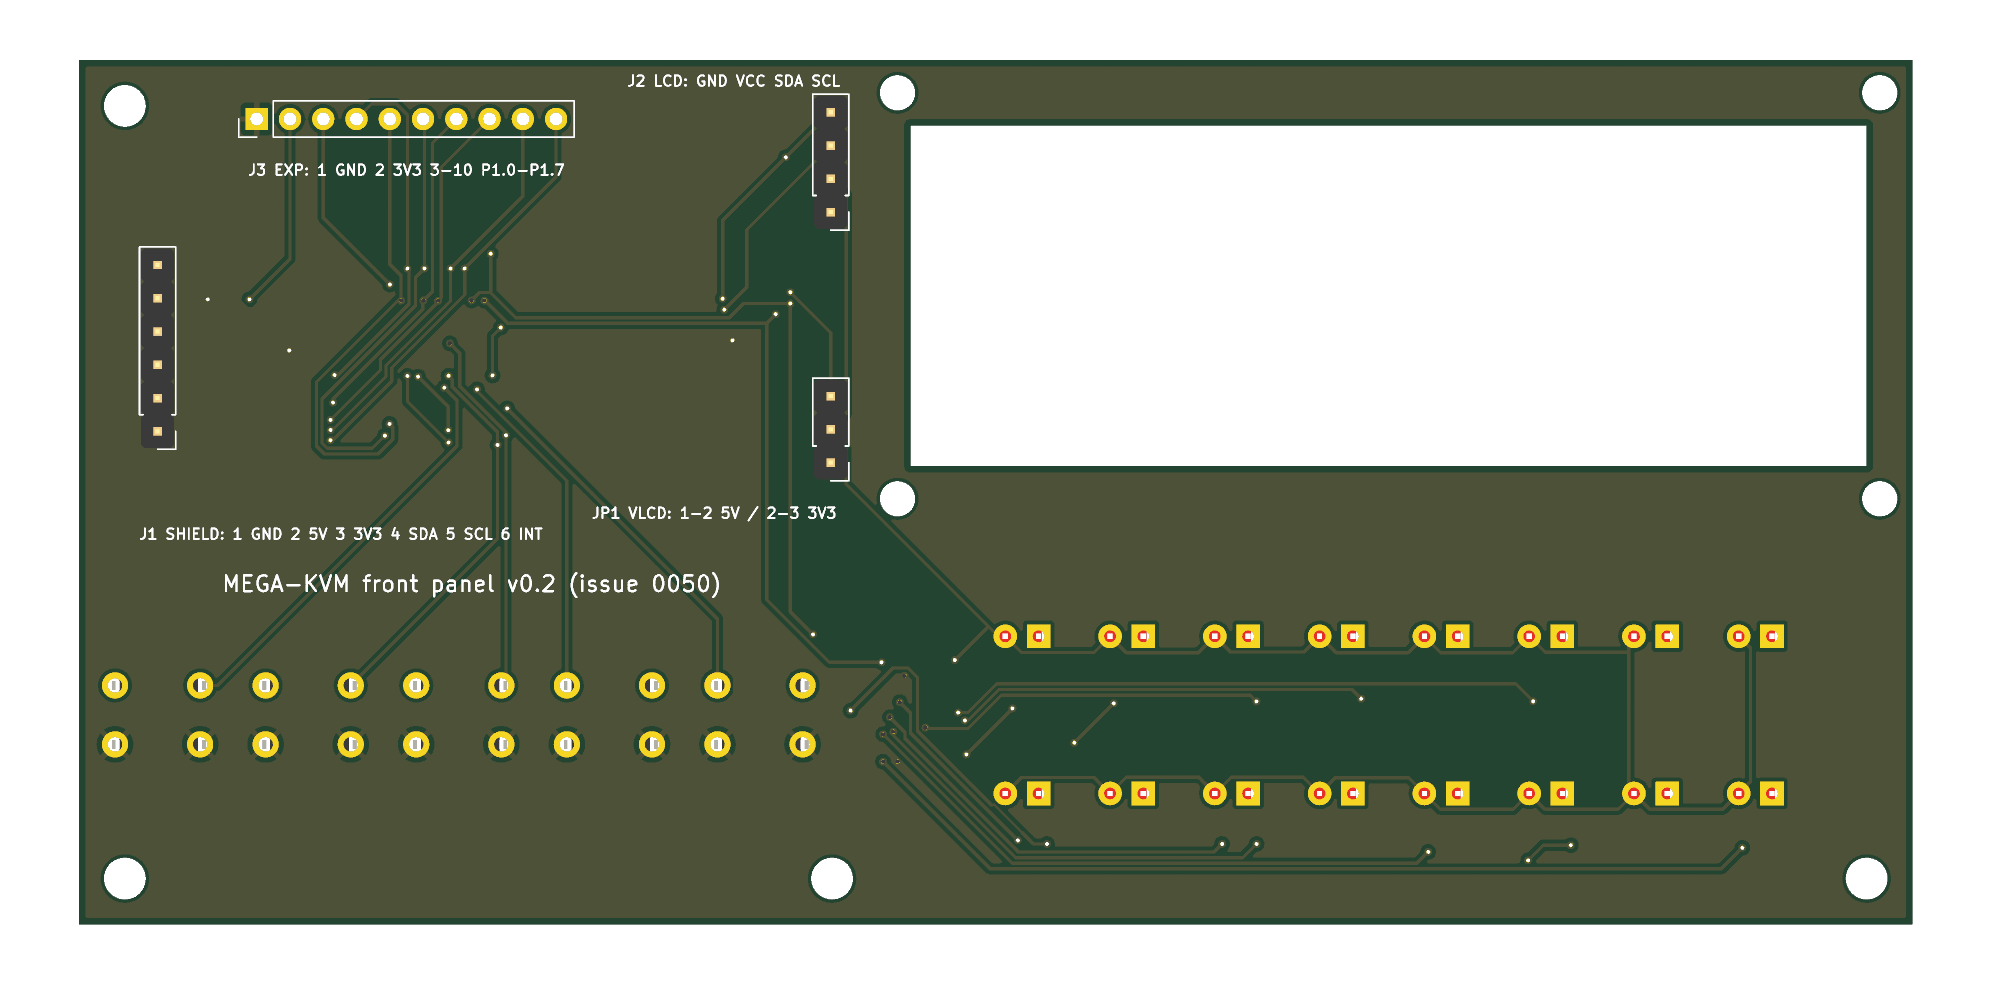 J2 LCD: GND VCC SDA SCL
J3 EXP: 1 GND 2 3V3 3-10 P1.0-P1.7
JP1 VLCD: 1-2 5V / 2-3 3V3
J1 SHIELD: 1 GND 2 5V 3 3V3 4 SDA 5 SCL 6 INT
MEGA-KVM front panel v0.2 (issue 0050)